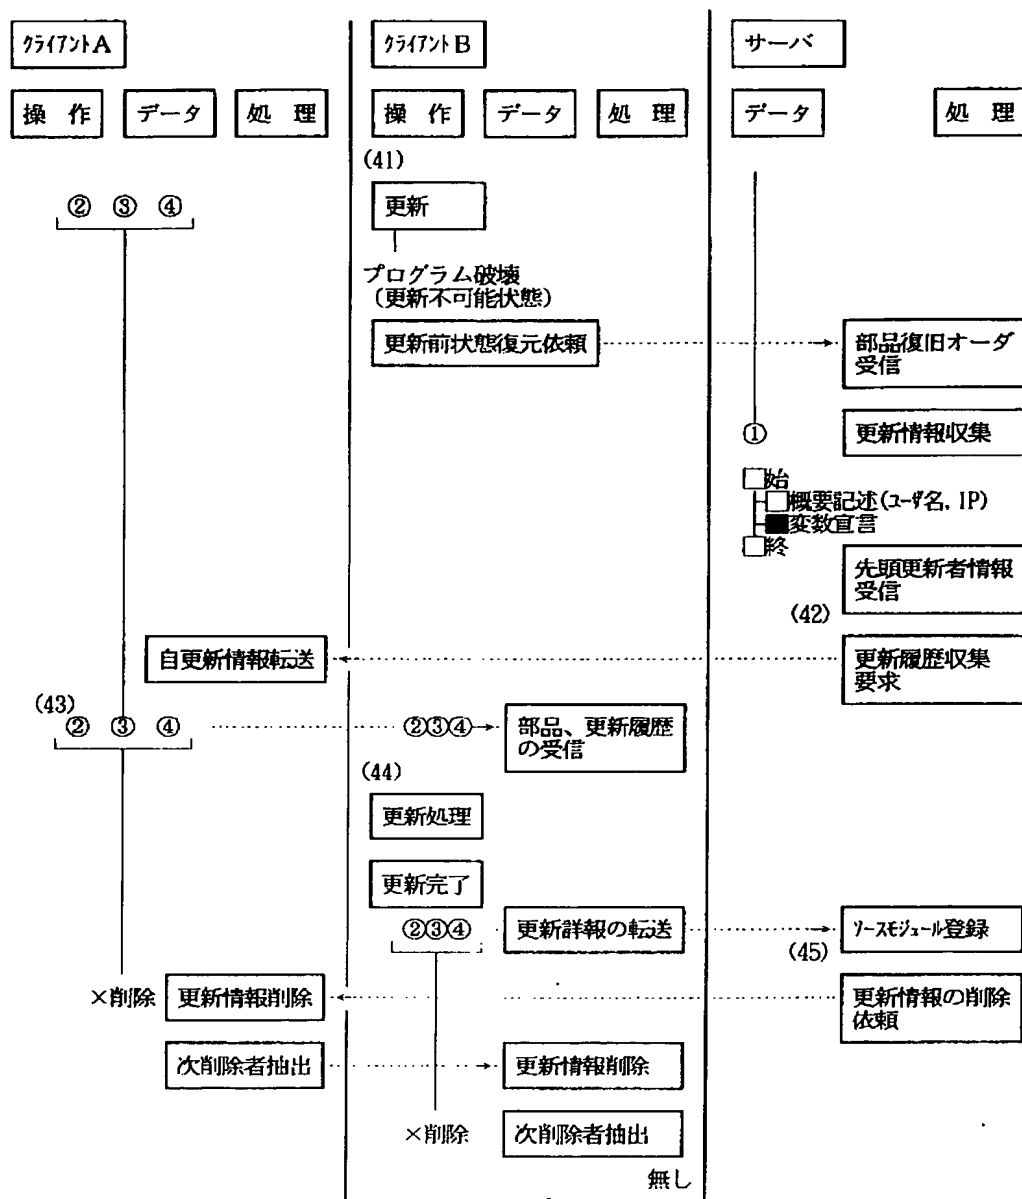 クライアントA
クライアントB
サーバ
操 作
データ
処 理
操 作
データ
処 理
データ
処 理
(41)
② ③ ④
更新
プログラム破壊
(更新不可能状態)
更新前状態復元依頼
部品復旧オーダ
受信
①
更新情報収集
始
概要記述(ユーザ名, IP)
変数宣言
終
先頭更新者情報
受信
(42)
自更新情報転送
更新履歴収集
要求
(43)
② ③ ④
②③④
部品、更新履歴
の受信
(44)
更新処理
更新完了
②③④
更新詳報の転送
ソースモジュール登録
(45)
×削除
更新情報削除
更新情報の削除
依頼
次削除者抽出
更新情報削除
×削除
次削除者抽出
無し